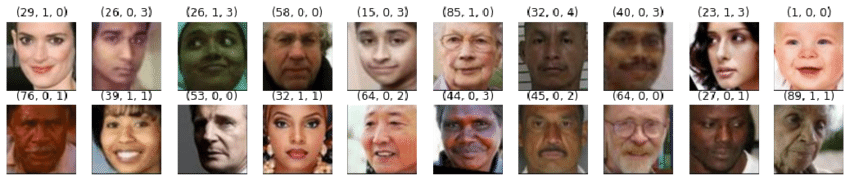 (29, 1, 0) (26, 0, 3) (26, 1, 3) (58, 0, 0) (15, 0, 3) (85, 1, 0) (32, 0, 4) (40, 0, 3) (23, 1, 3) (1, 0, 0)
(76, 0, 1) (39, 1, 1) (53, 0, 0) (32, 1, 1) (64, 0, 2) (44, 0, 3) (45, 0, 2) (64, 0, 0) (27, 0, 1) (89, 1, 1)